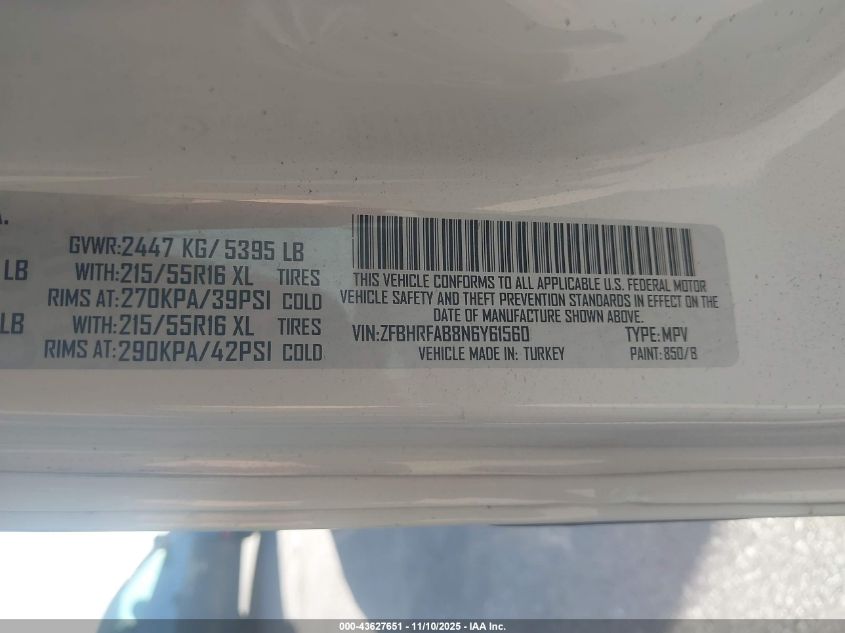 A.
GVWR:2447 KG/ 5395 LB
LB WITH:215/55R16 XL TIRES
RIMS AT:270KPA/39PSI COLD
LB WITH:215/55R16 XL TIRES
RIMS AT:290KPA/42PSI COLD
THIS VEHICLE CONFORMS TO ALL APPLICABLE U.S. FEDERAL MOTOR
VEHICLE SAFETY AND THEFT PREVENTION STANDARDS IN EFFECT ON THE
DATE OF MANUFACTURE SHOWN ABOVE.
VIN:ZFBHRFAB8N6Y61560 TYPE: MPV
VEHICLE MADE IN: TURKEY PAINT: 850/B
000-43627651 - 11/10/2025 - IAA Inc.